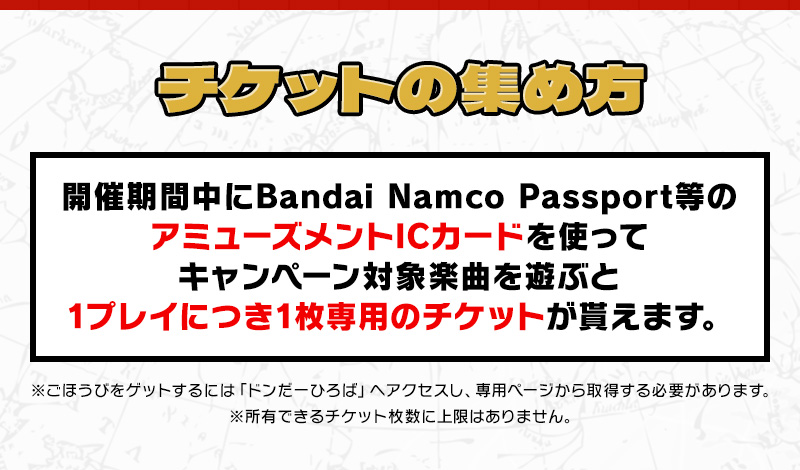 チケットの集め方
開催期間中にBandai Namco Passport等の
アミューズメントICカードを使って
キャンペーン対象楽曲を遊ぶと
1プレイにつき1枚専用のチケットが貰えます。
※ごほうびをゲットするには「ドンだーひろば」へアクセスし、専用ページから取得する必要があります。
※所有できるチケット枚数に上限はありません。